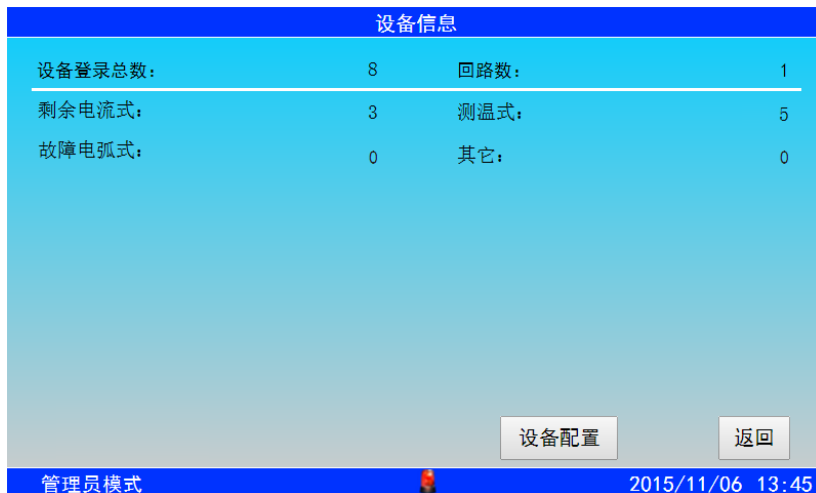 设备信息
设备登录总数： 8 回路数： 1
剩余电流式： 3 测温式： 5
故障电弧式： 0 其它： 0
设备配置 返回
管理员模式 2015/11/06 13:45